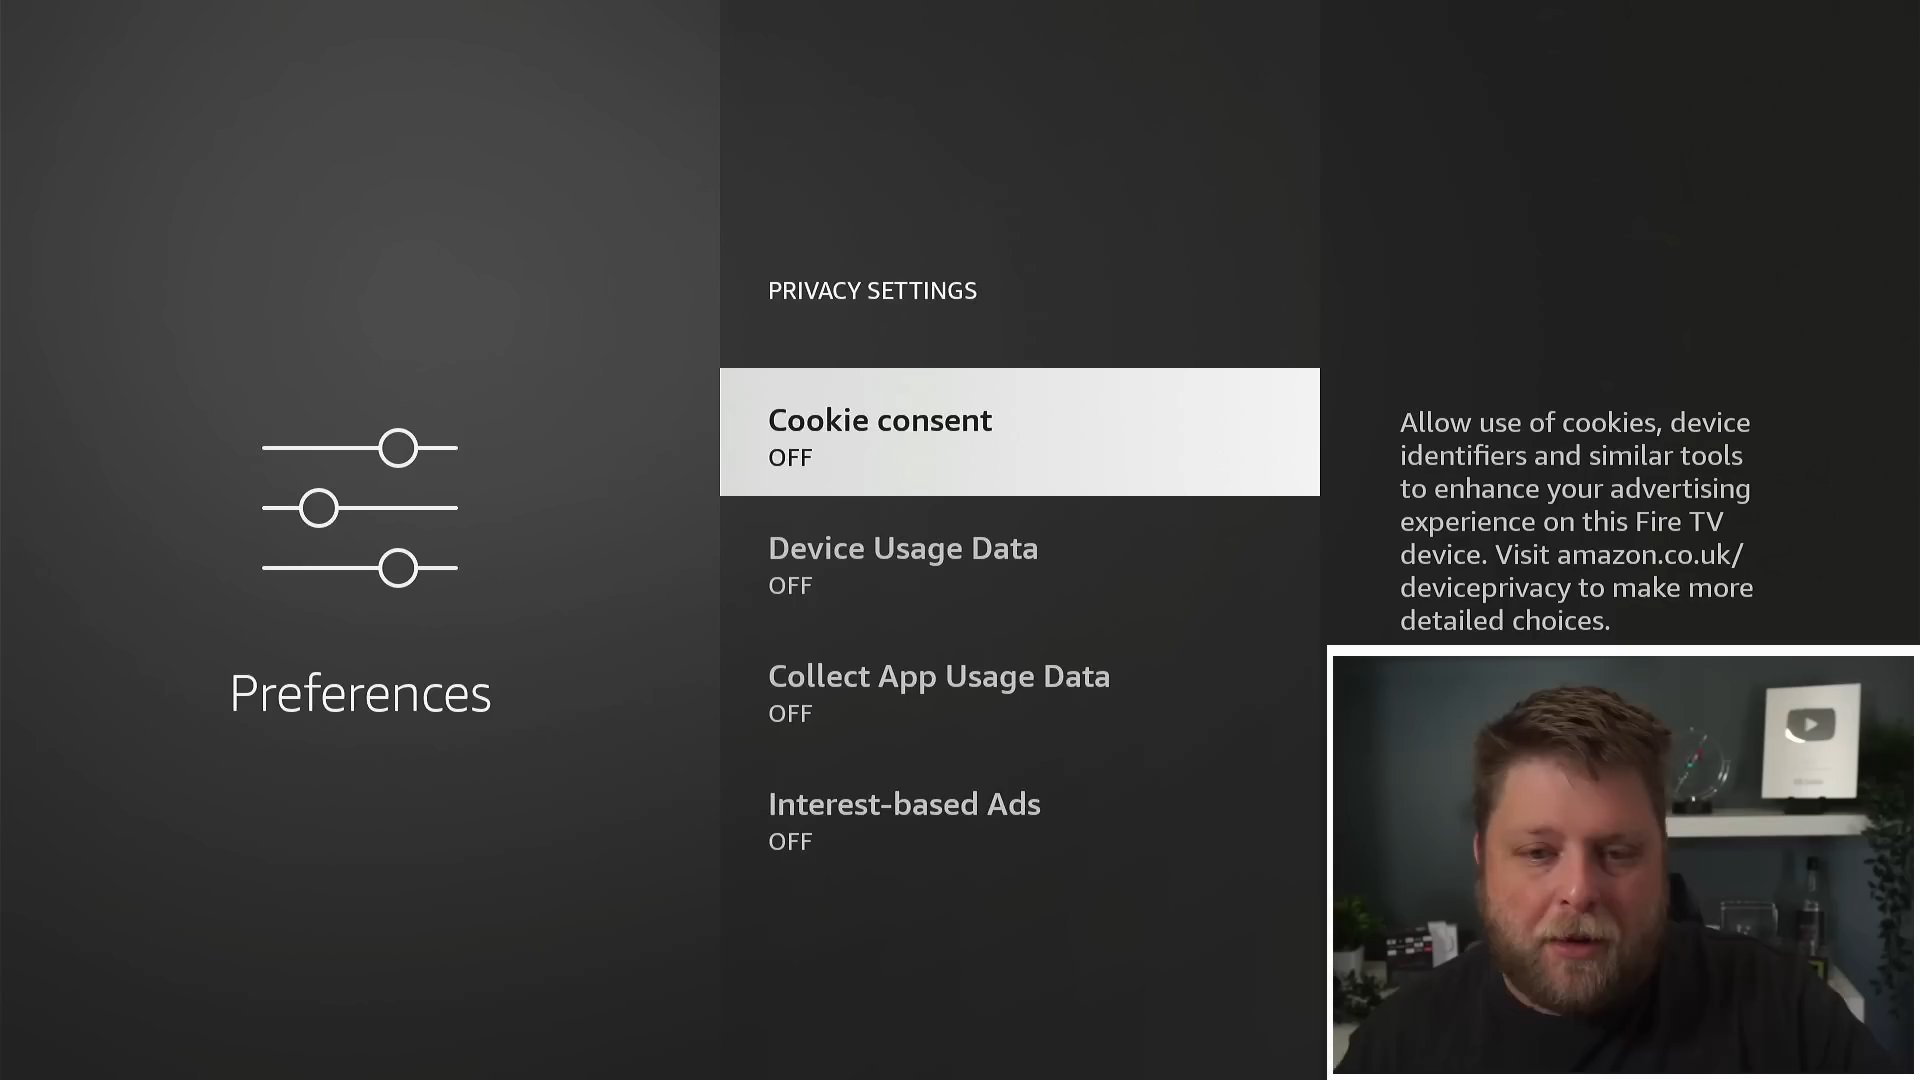 PRIVACY SETTINGS
Cookie consent
OFF
Device Usage Data
OFF
Collect App Usage Data
OFF
Interest-based Ads
OFF
Preferences
Allow use of cookies, device
identifiers and similar tools
to enhance your advertising
experience on this Fire TV
device. Visit amazon.co.uk/
deviceprivacy to make more
detailed choices.